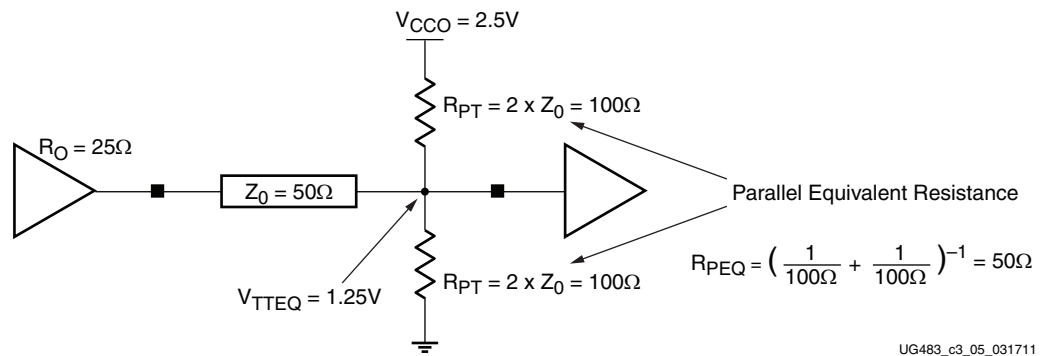 V_CCO = 2.5V
R_PT = 2 x Z_0 = 100Ω
R_O = 25Ω
Z_0 = 50Ω
Parallel Equivalent Resistance
R_PEQ = ( 1/100Ω + 1/100Ω )^–1 = 50Ω
R_PT = 2 x Z_0 = 100Ω
V_TTEQ = 1.25V
UG483_c3_05_031711